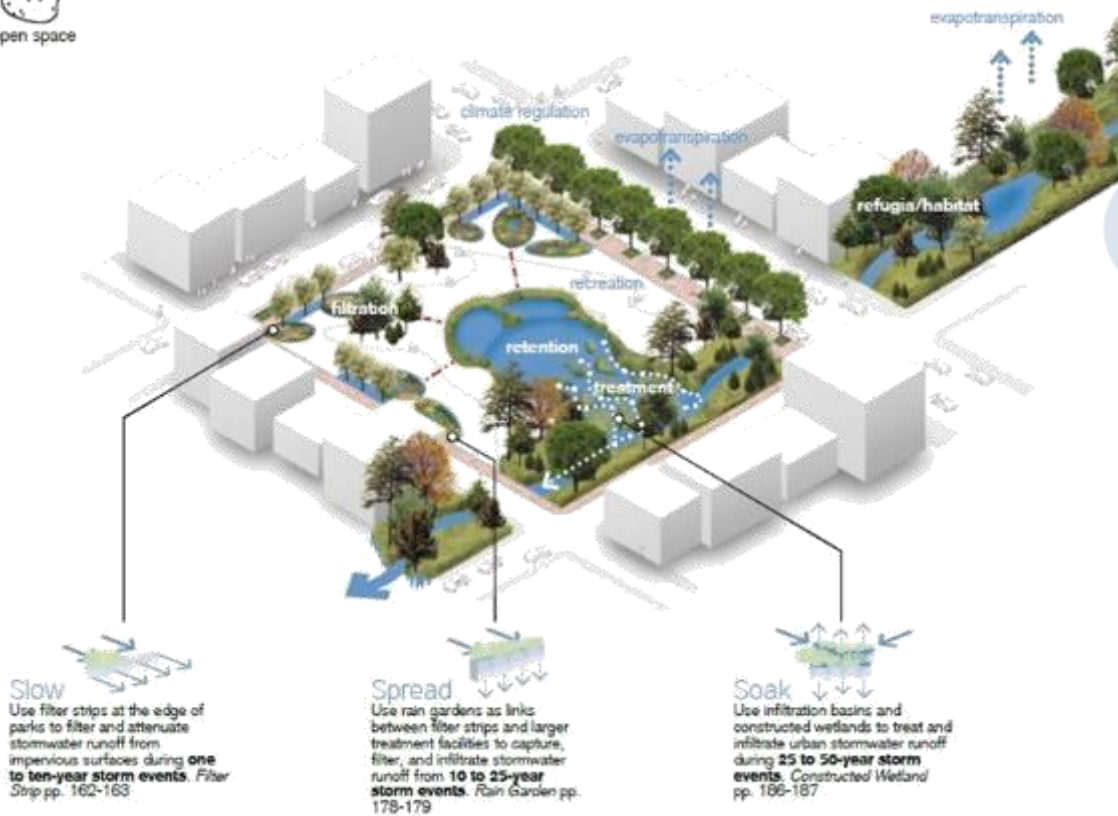 pen space
evapotranspiration
climate regulation
evapotranspiration
refugia/habitat
recreation
filtration
retention
treatment
Slow
Use filter strips at the edge of
parks to filter and attenuate
stormwater runoff from
impervious surfaces during one
to ten-year storm events. Filter
Strip pp. 162-163
Spread
Use rain gardens as links
between filter strips and larger
treatment facilities to capture,
filter, and infiltrate stormwater
runoff from 10 to 25-year
storm events. Rain Garden pp.
178-179
Soak
Use infiltration basins and
constructed wetlands to treat and
infiltrate urban stormwater runoff
during 25 to 50-year storm
events. Constructed Wetland
pp. 186-187